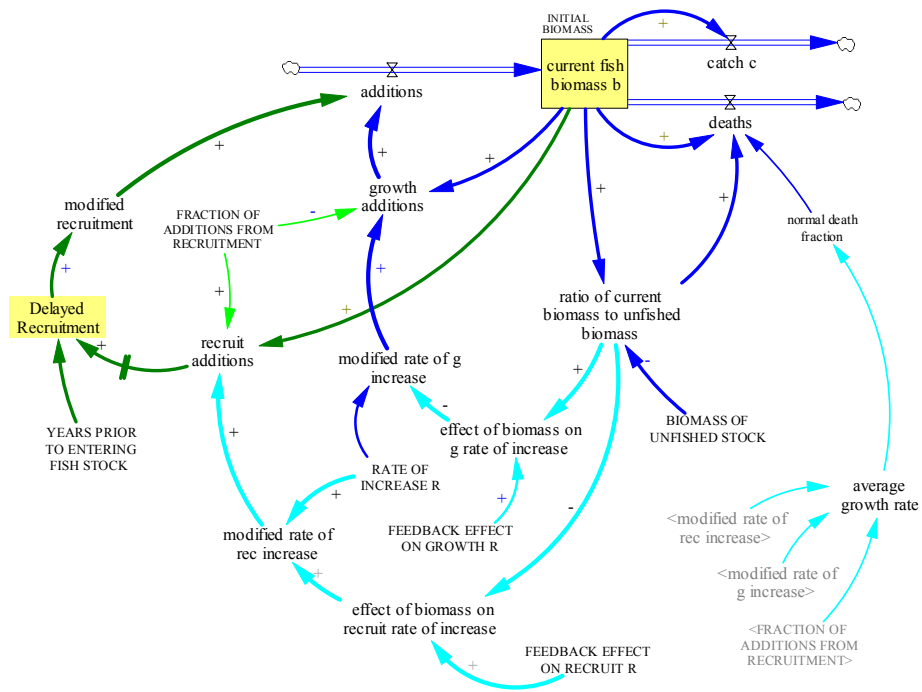 INITIAL
BIOMASS
+
current fish
biomass b
catch c
additions
deaths
+
+
+
+
modified
recruitment
growth
additions
+
+
FRACTION OF
ADDITIONS FROM
RECRUITMENT
-
normal death
fraction
+
+
+
Delayed
Recruitment
ratio of current
biomass to unfished
biomass
+
+
recruit
additions
modified rate of g
increase
+
-
-
BIOMASS OF
UNFISHED STOCK
YEARS PRIOR
TO ENTERING
FISH STOCK
+
effect of biomass on
g rate of increase
RATE OF
INCREASE R
+
+
-
average
growth rate
modified rate of
rec increase
FEEDBACK EFFECT
ON GROWTH R
<modified rate of
rec increase>
+
<modified rate of
g increase>
effect of biomass on
recruit rate of increase
<FRACTION OF
ADDITIONS FROM
RECRUITMENT>
+
FEEDBACK EFFECT
ON RECRUIT R